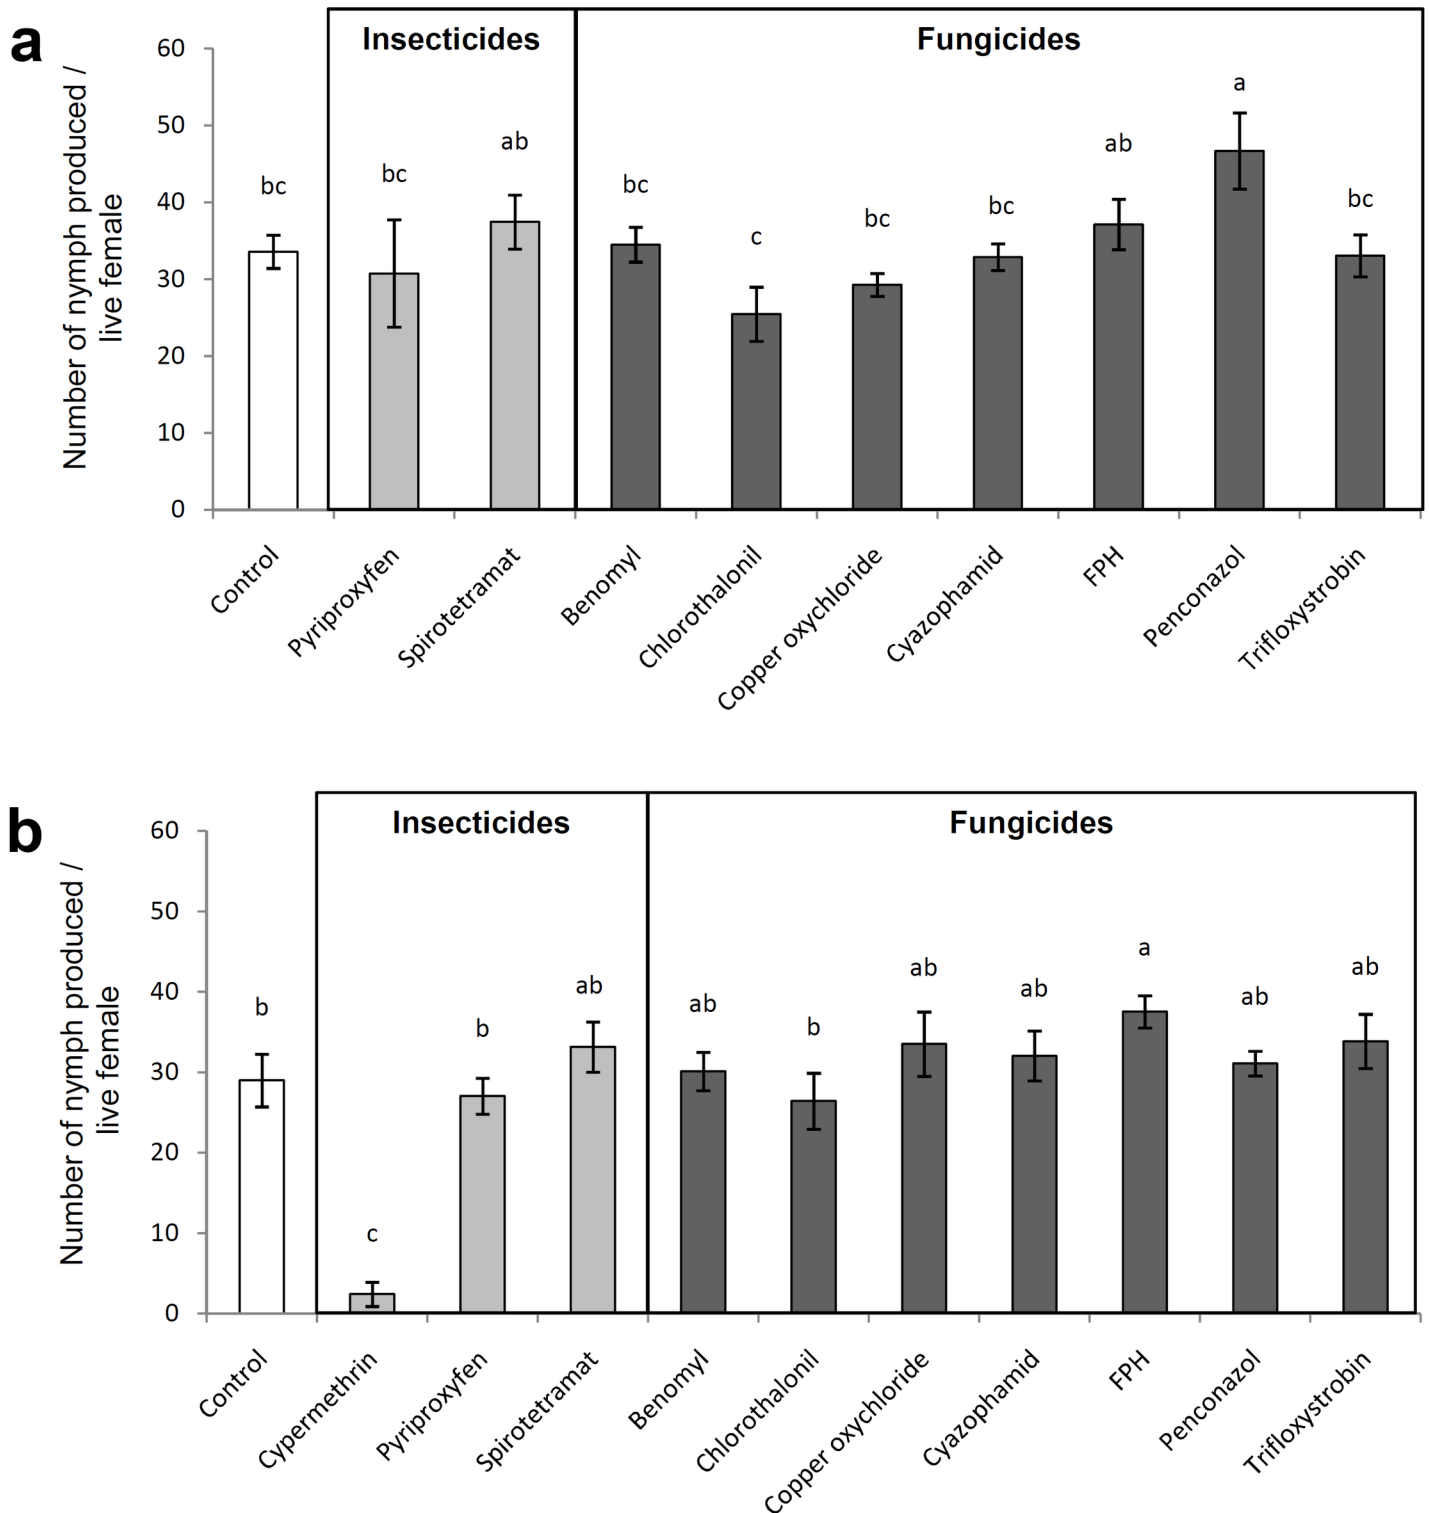 a
Insecticides
Fungicides
Number of nymph produced /
live female
60
50
40
30
20
10
0
bc
bc
ab
bc
c
bc
bc
ab
a
bc
Control
Pyriproxyfen
Spirotetramat
Benomyl
Chlorothalonil
Copper oxychloride
Cyazophamid
FPH
Penconazol
Trifloxystrobin
b
Insecticides
Fungicides
Number of nymph produced /
live female
60
50
40
30
20
10
0
b
c
b
ab
ab
b
ab
ab
a
ab
ab
Control
Cypermethrin
Pyriproxyfen
Spirotetramat
Benomyl
Chlorothalonil
Copper oxychloride
Cyazophamid
FPH
Penconazol
Trifloxystrobin